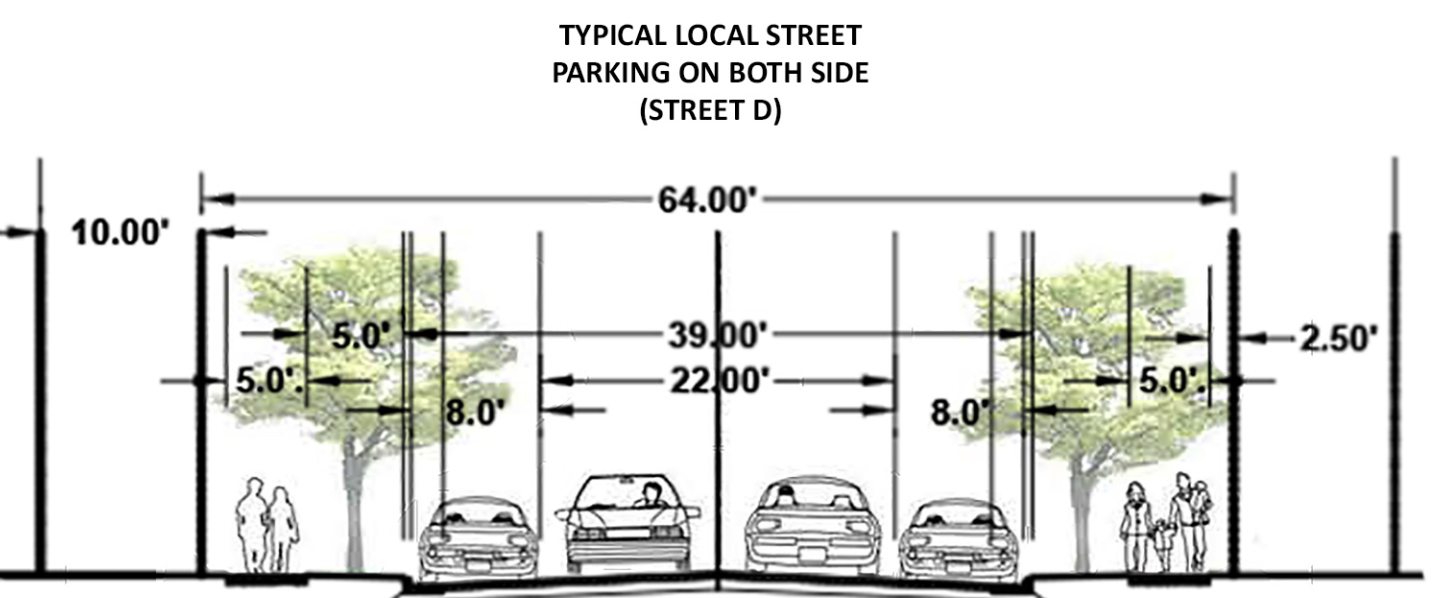 TYPICAL LOCAL STREET
PARKING ON BOTH SIDE
(STREET D)
64.00'
10.00'
5.0' 39.00' 2.50'
5.0'. 22.00' 5.0'.
8.0' 8.0'